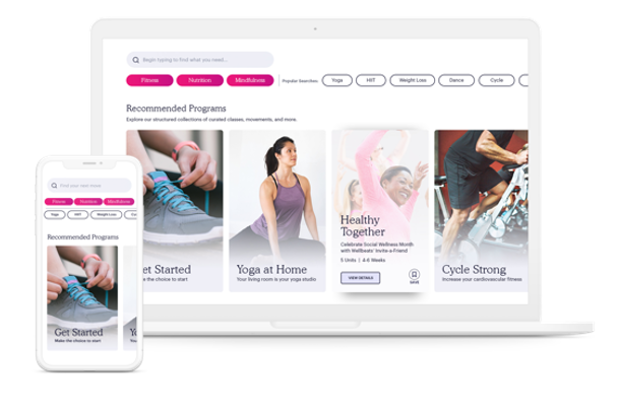 Begin typing to find what you need...
Fitness Nutrition Mindfulness Popular Searches: Yoga HIIT Weight Loss Dance Cycle
Recommended Programs
Explore our structured collections of curated classes, movements, and more.
et Started
e the choice to start
Yoga at Home
Your living room is your yoga studio
Healthy
Together
Celebrate Social Wellness Month
with Wellbeats' Invite-a-Friend
5 Units | 4-6 Weeks
VIEW DETAILS
SAVE
Cycle Strong
Increase your cardiovascular fitness
Find your next move
Fitness Nutrition Mindfulness
Yoga HIIT Weight Loss
Recommended Programs
Get Started
Make the choice to start